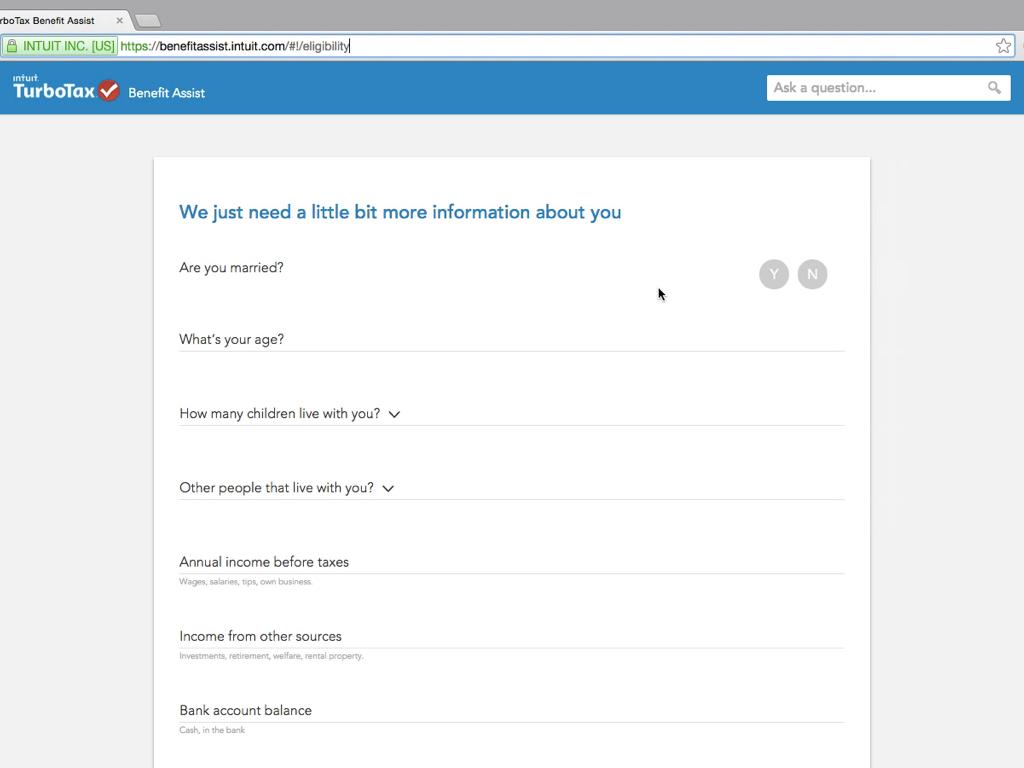 rboTax Benefit Assist
INTUIT INC. [US] https://benefitassist.intuit.com/#!/eligibility
intuit
TurboTax Benefit Assist
Ask a question...
We just need a little bit more information about you
Are you married? Y N
What's your age?
How many children live with you?
Other people that live with you?
Annual income before taxes
Wages, salaries, tips, own business.
Income from other sources
Investments, retirement, welfare, rental property.
Bank account balance
Cash, in the bank